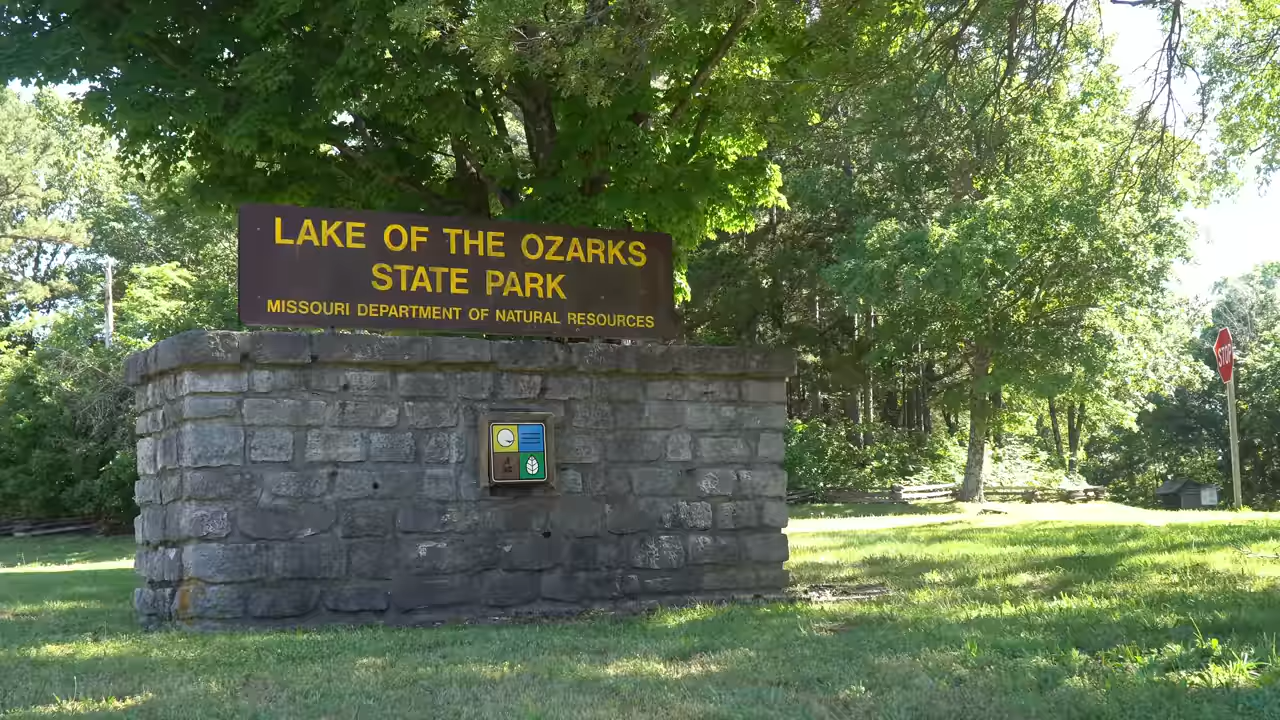 LAKE OF THE OZARKS
STATE PARK
MISSOURI DEPARTMENT OF NATURAL RESOURCES
STOP